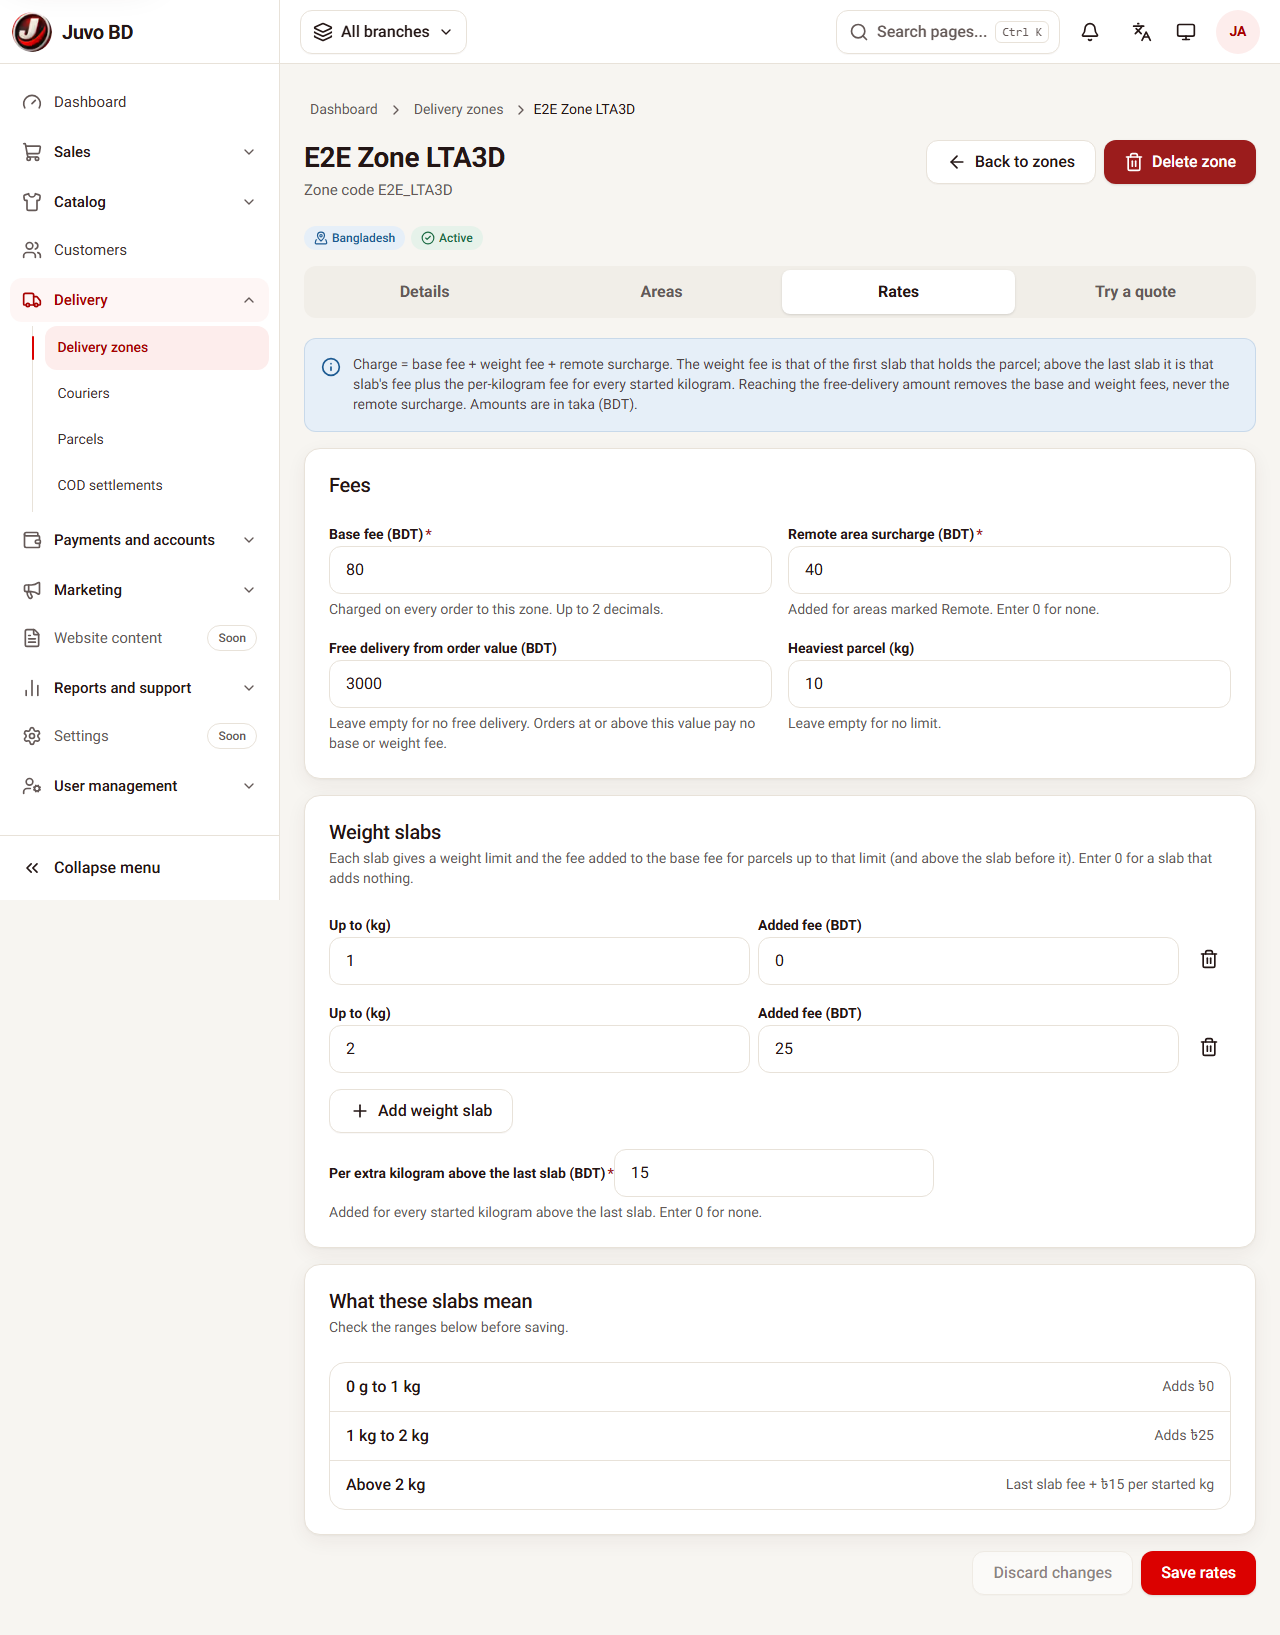 Juvo BD
All branches
Search pages... Ctrl K
JA
Dashboard
Sales
Catalog
Customers
Delivery
Delivery zones
Couriers
Parcels
COD settlements
Payments and accounts
Marketing
Website content Soon
Reports and support
Settings Soon
User management
Collapse menu
Dashboard > Delivery zones > E2E Zone LTA3D
E2E Zone LTA3D
Zone code E2E_LTA3D
Back to zones
Delete zone
Bangladesh Active
Details Areas Rates Try a quote
Charge = base fee + weight fee + remote surcharge. The weight fee is that of the first slab that holds the parcel; above the last slab it is that
slab's fee plus the per-kilogram fee for every started kilogram. Reaching the free-delivery amount removes the base and weight fees, never the
remote surcharge. Amounts are in taka (BDT).
Fees
Base fee (BDT) * Remote area surcharge (BDT) *
80 40
Charged on every order to this zone. Up to 2 decimals. Added for areas marked Remote. Enter 0 for none.
Free delivery from order value (BDT) Heaviest parcel (kg)
3000 10
Leave empty for no free delivery. Orders at or above this value pay no Leave empty for no limit.
base or weight fee.
Weight slabs
Each slab gives a weight limit and the fee added to the base fee for parcels up to that limit (and above the slab before it). Enter 0 for a slab that
adds nothing.
Up to (kg) Added fee (BDT)
1 0
Up to (kg) Added fee (BDT)
2 25
Add weight slab
Per extra kilogram above the last slab (BDT) * 15
Added for every started kilogram above the last slab. Enter 0 for none.
What these slabs mean
Check the ranges below before saving.
0 g to 1 kg Adds ৳0
1 kg to 2 kg Adds ৳25
Above 2 kg Last slab fee + ৳15 per started kg
Discard changes Save rates